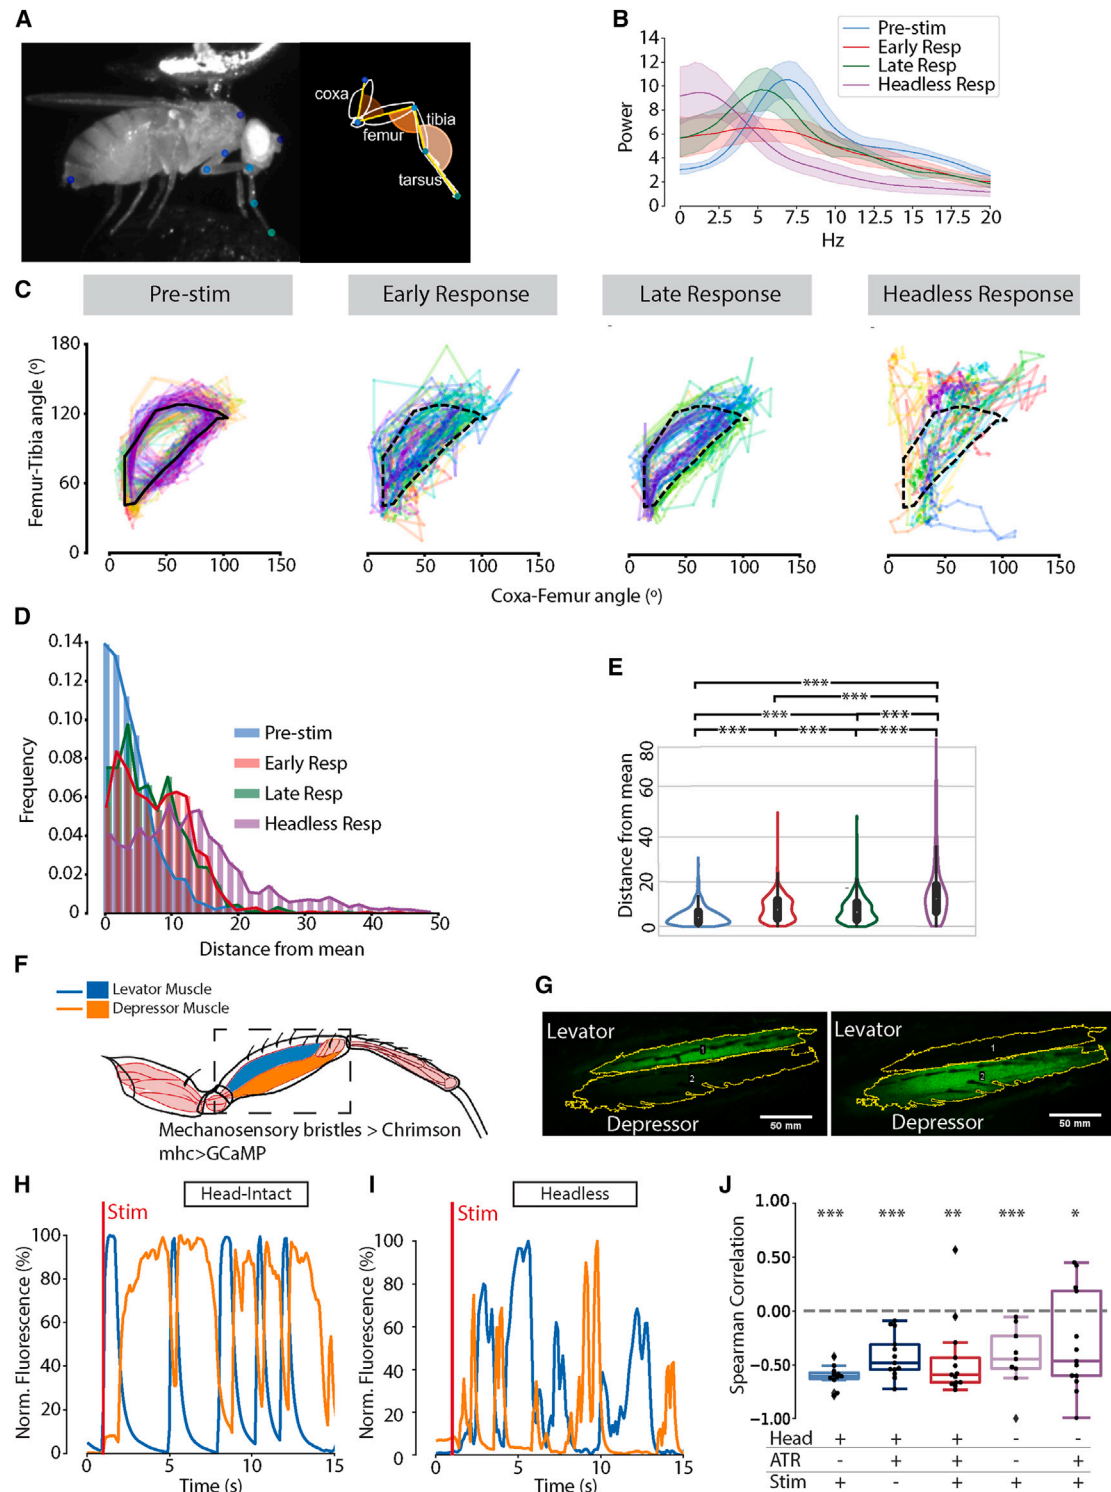 A
coxa
femur
tibia
tarsus
B
Pre-stim
Early Resp
Late Resp
Headless Resp
Power
14
12
10
8
6
4
2
0
0 2.5 5 7.5 10 12.5 15 17.5 20
Hz
C
Pre-stim
Early Response
Late Response
Headless Response
Femur-Tibia angle (º)
180
120
60
0
0 50 100 150
0 50 100 150
0 50 100 150
0 50 100 150
Coxa-Femur angle (º)
D
Frequency
0.14
0.12
0.10
0.08
0.06
0.04
0.02
0
Pre-stim
Early Resp
Late Resp
Headless Resp
0 10 20 30 40 50
Distance from mean
E
***
***
*** ***
*** *** ***
Distance from mean
80
60
40
20
0
F
Levator Muscle
Depressor Muscle
Mechanosensory bristles > Chrimson
mhc>GCaMP
G
Levator
1
2
Depressor
50 mm
Levator
1
2
Depressor
50 mm
H
Head-Intact
Stim
Norm. Fluorescence (%)
100
80
60
40
20
0
0 5 10 15
Time (s)
I
Headless
Stim
Norm. Fluorescence (%)
100
80
60
40
20
0
0 5 10 15
Time (s)
J
Spearman Correlation
1.00
0.50
0.00
−0.50
−1.00
*** *** ** *** *
Head + + + - -
ATR - + + - +
Stim + - + + +